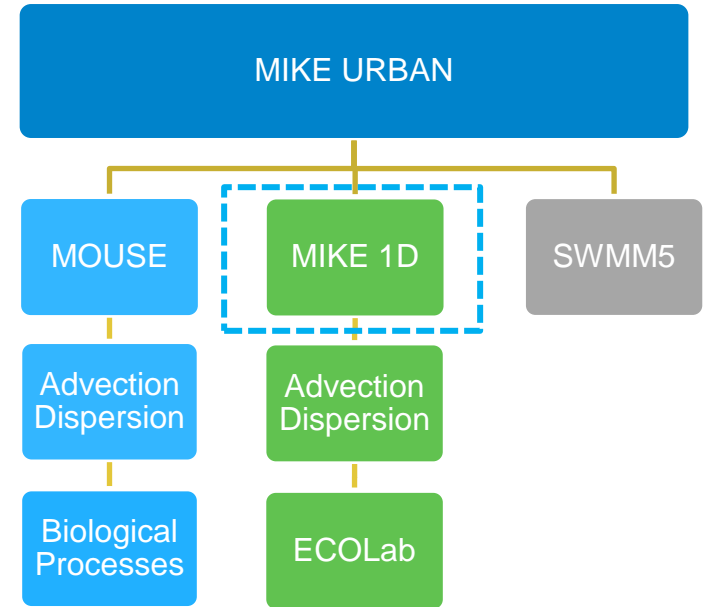 MIKE URBAN
MOUSE
MIKE 1D
SWMM5
Advection
Dispersion
Advection
Dispersion
Biological
Processes
ECOLab